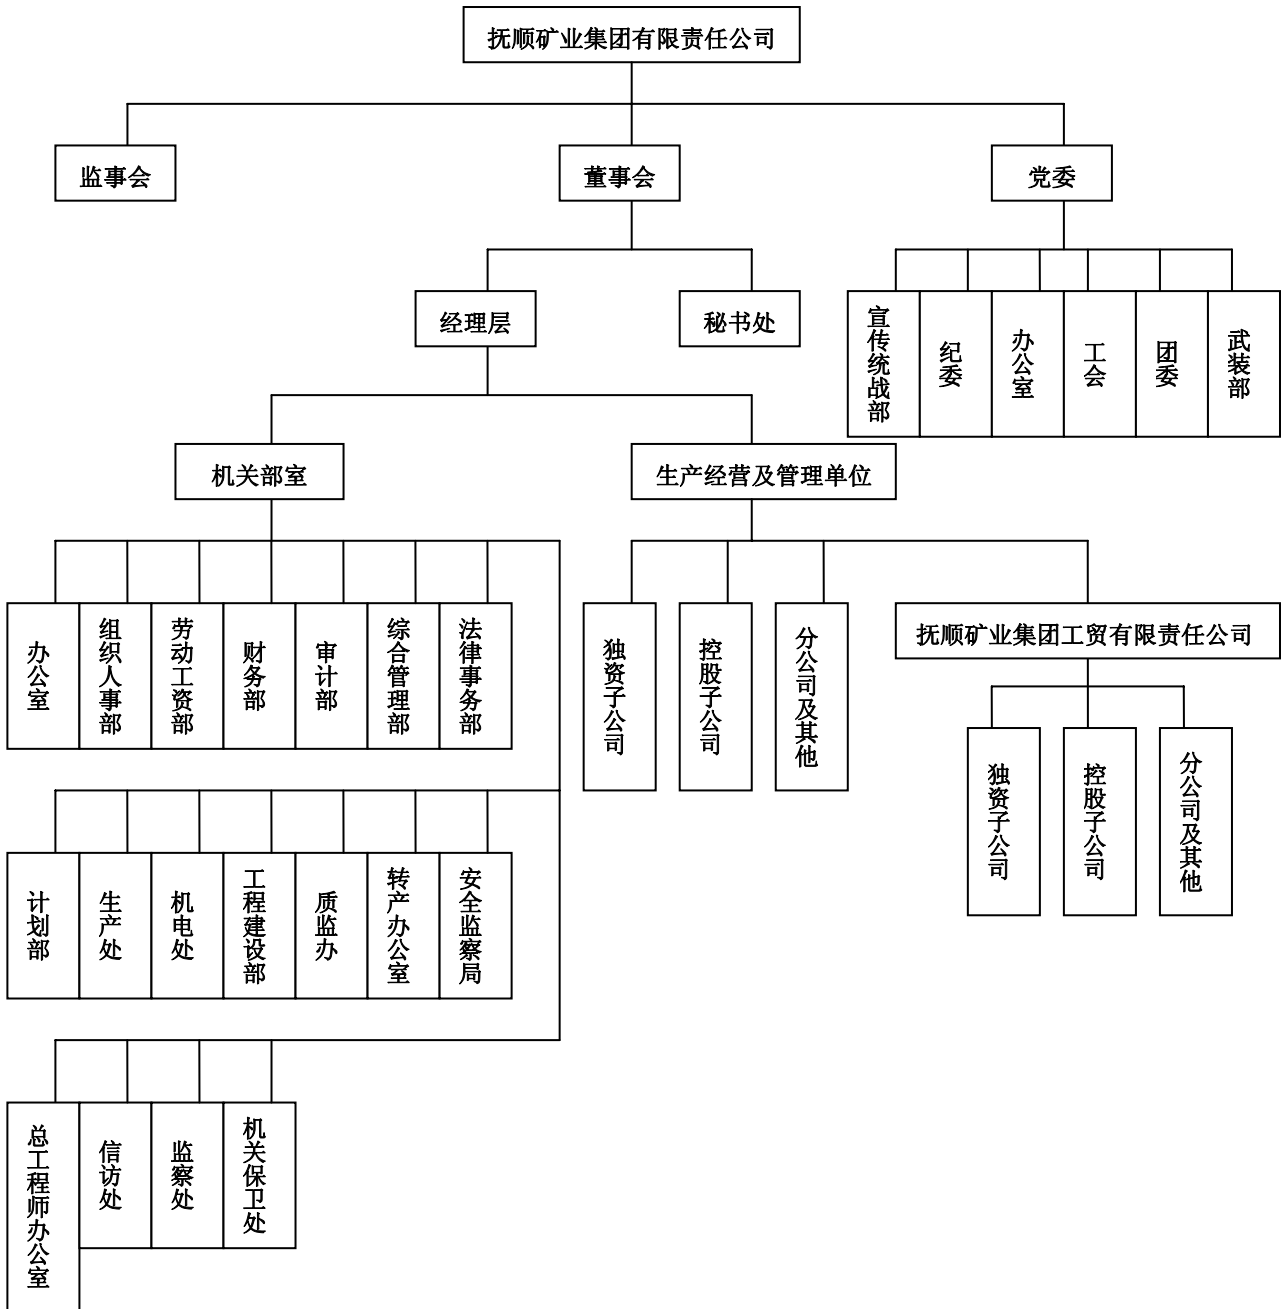 抚顺矿业集团有限责任公司
监事会
董事会
党委
经理层
秘书处
宣传统战部
纪委
办公室
工会
团委
武装部
机关部室
生产经营及管理单位
办公室
组织人事部
劳动工资部
财务部
审计部
综合管理部
法律事务部
独资子公司
控股子公司
分公司及其他
抚顺矿业集团工贸有限责任公司
独资子公司
控股子公司
分公司及其他
计划部
生产处
机电处
工程建设部
质监办
转产办公室
安全监察局
总工程师办公室
信访处
监察处
机关保卫处